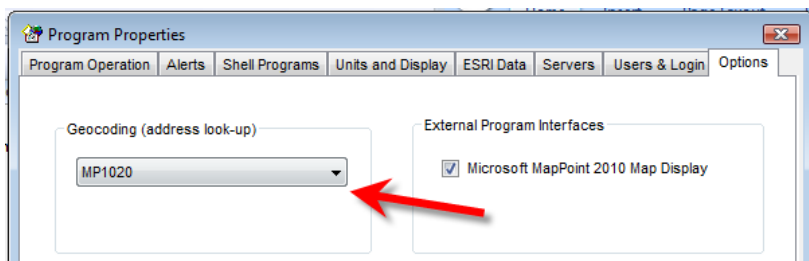 Program Properties
Program Operation Alerts Shell Programs Units and Display ESRI Data Servers Users & Login Options
Geocoding (address look-up)
MP1020
External Program Interfaces
Microsoft MapPoint 2010 Map Display